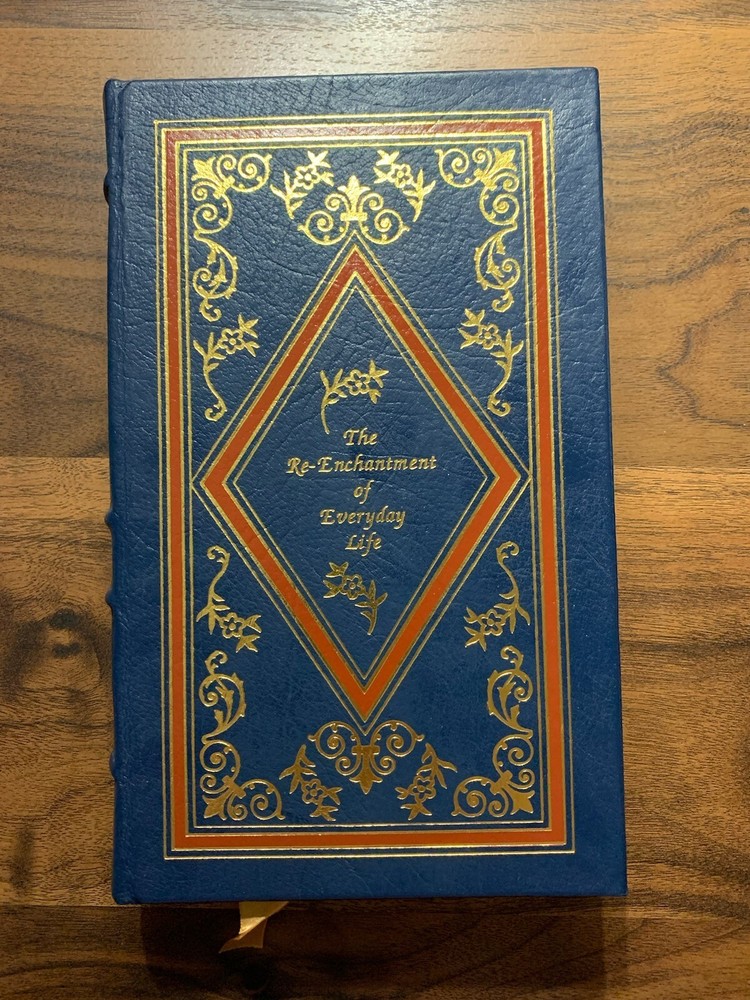 The
Re-Enchantment
of
Everyday
Life